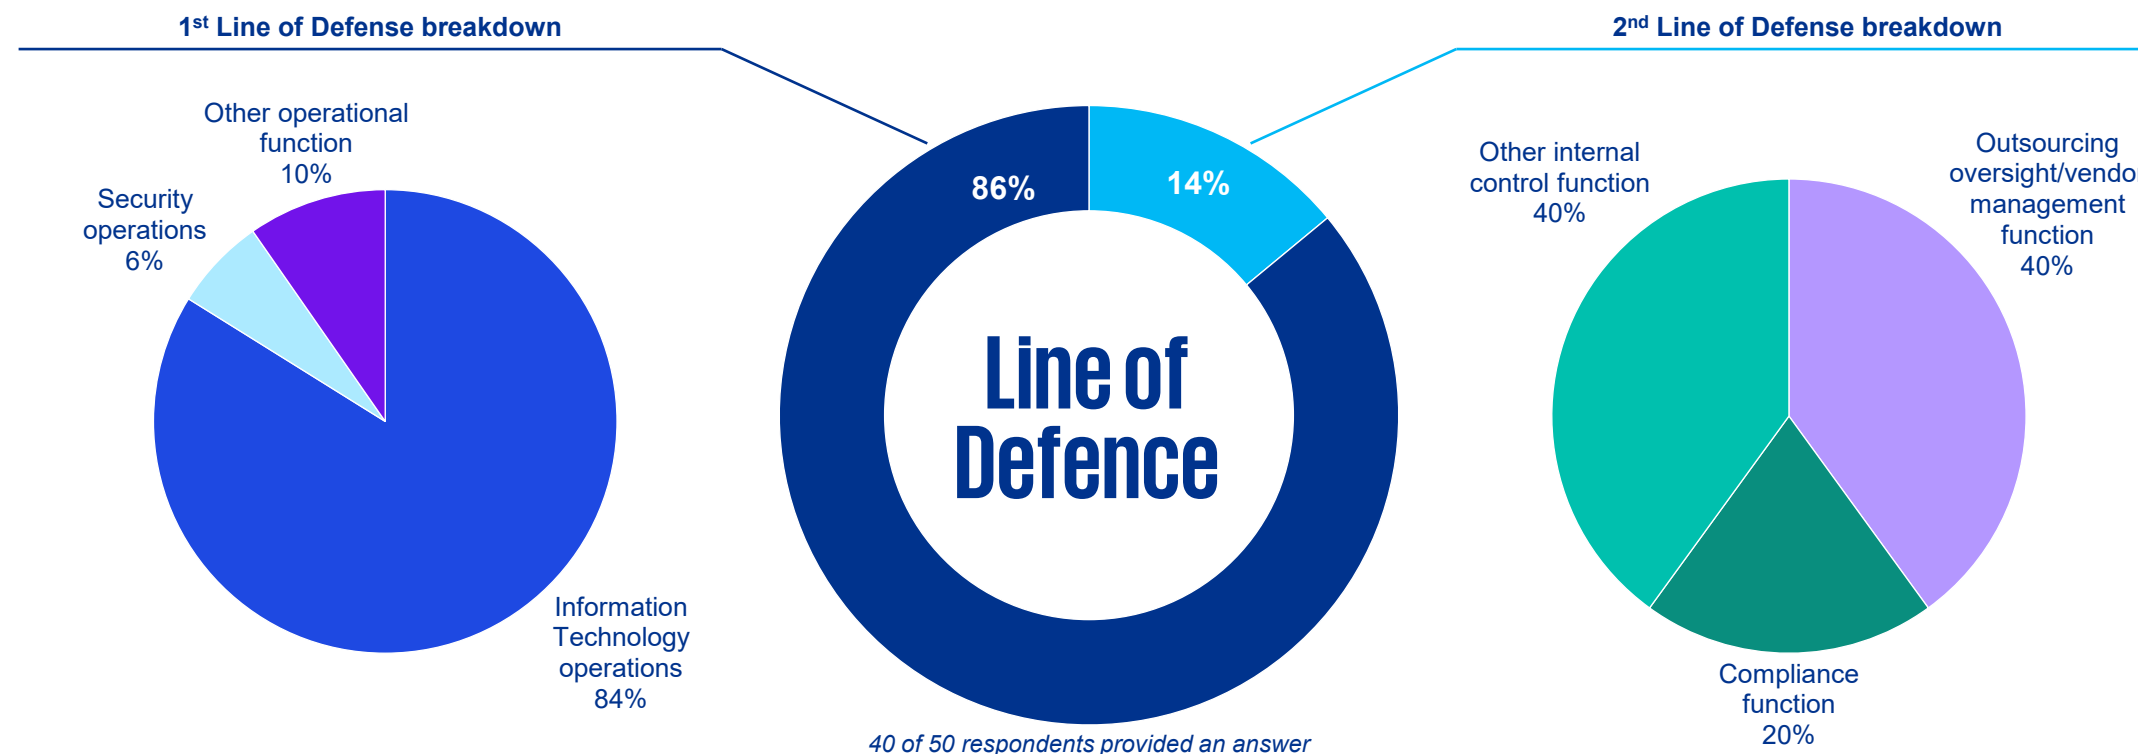 1st Line of Defense breakdown
2nd Line of Defense breakdown
Other operational
function
10%
Security
operations
6%
Information
Technology
operations
84%
86%
14%
Line of
Defence
40 of 50 respondents provided an answer
Other internal
control function
40%
Outsourcing
oversight/vendor
management
function
40%
Compliance
function
20%